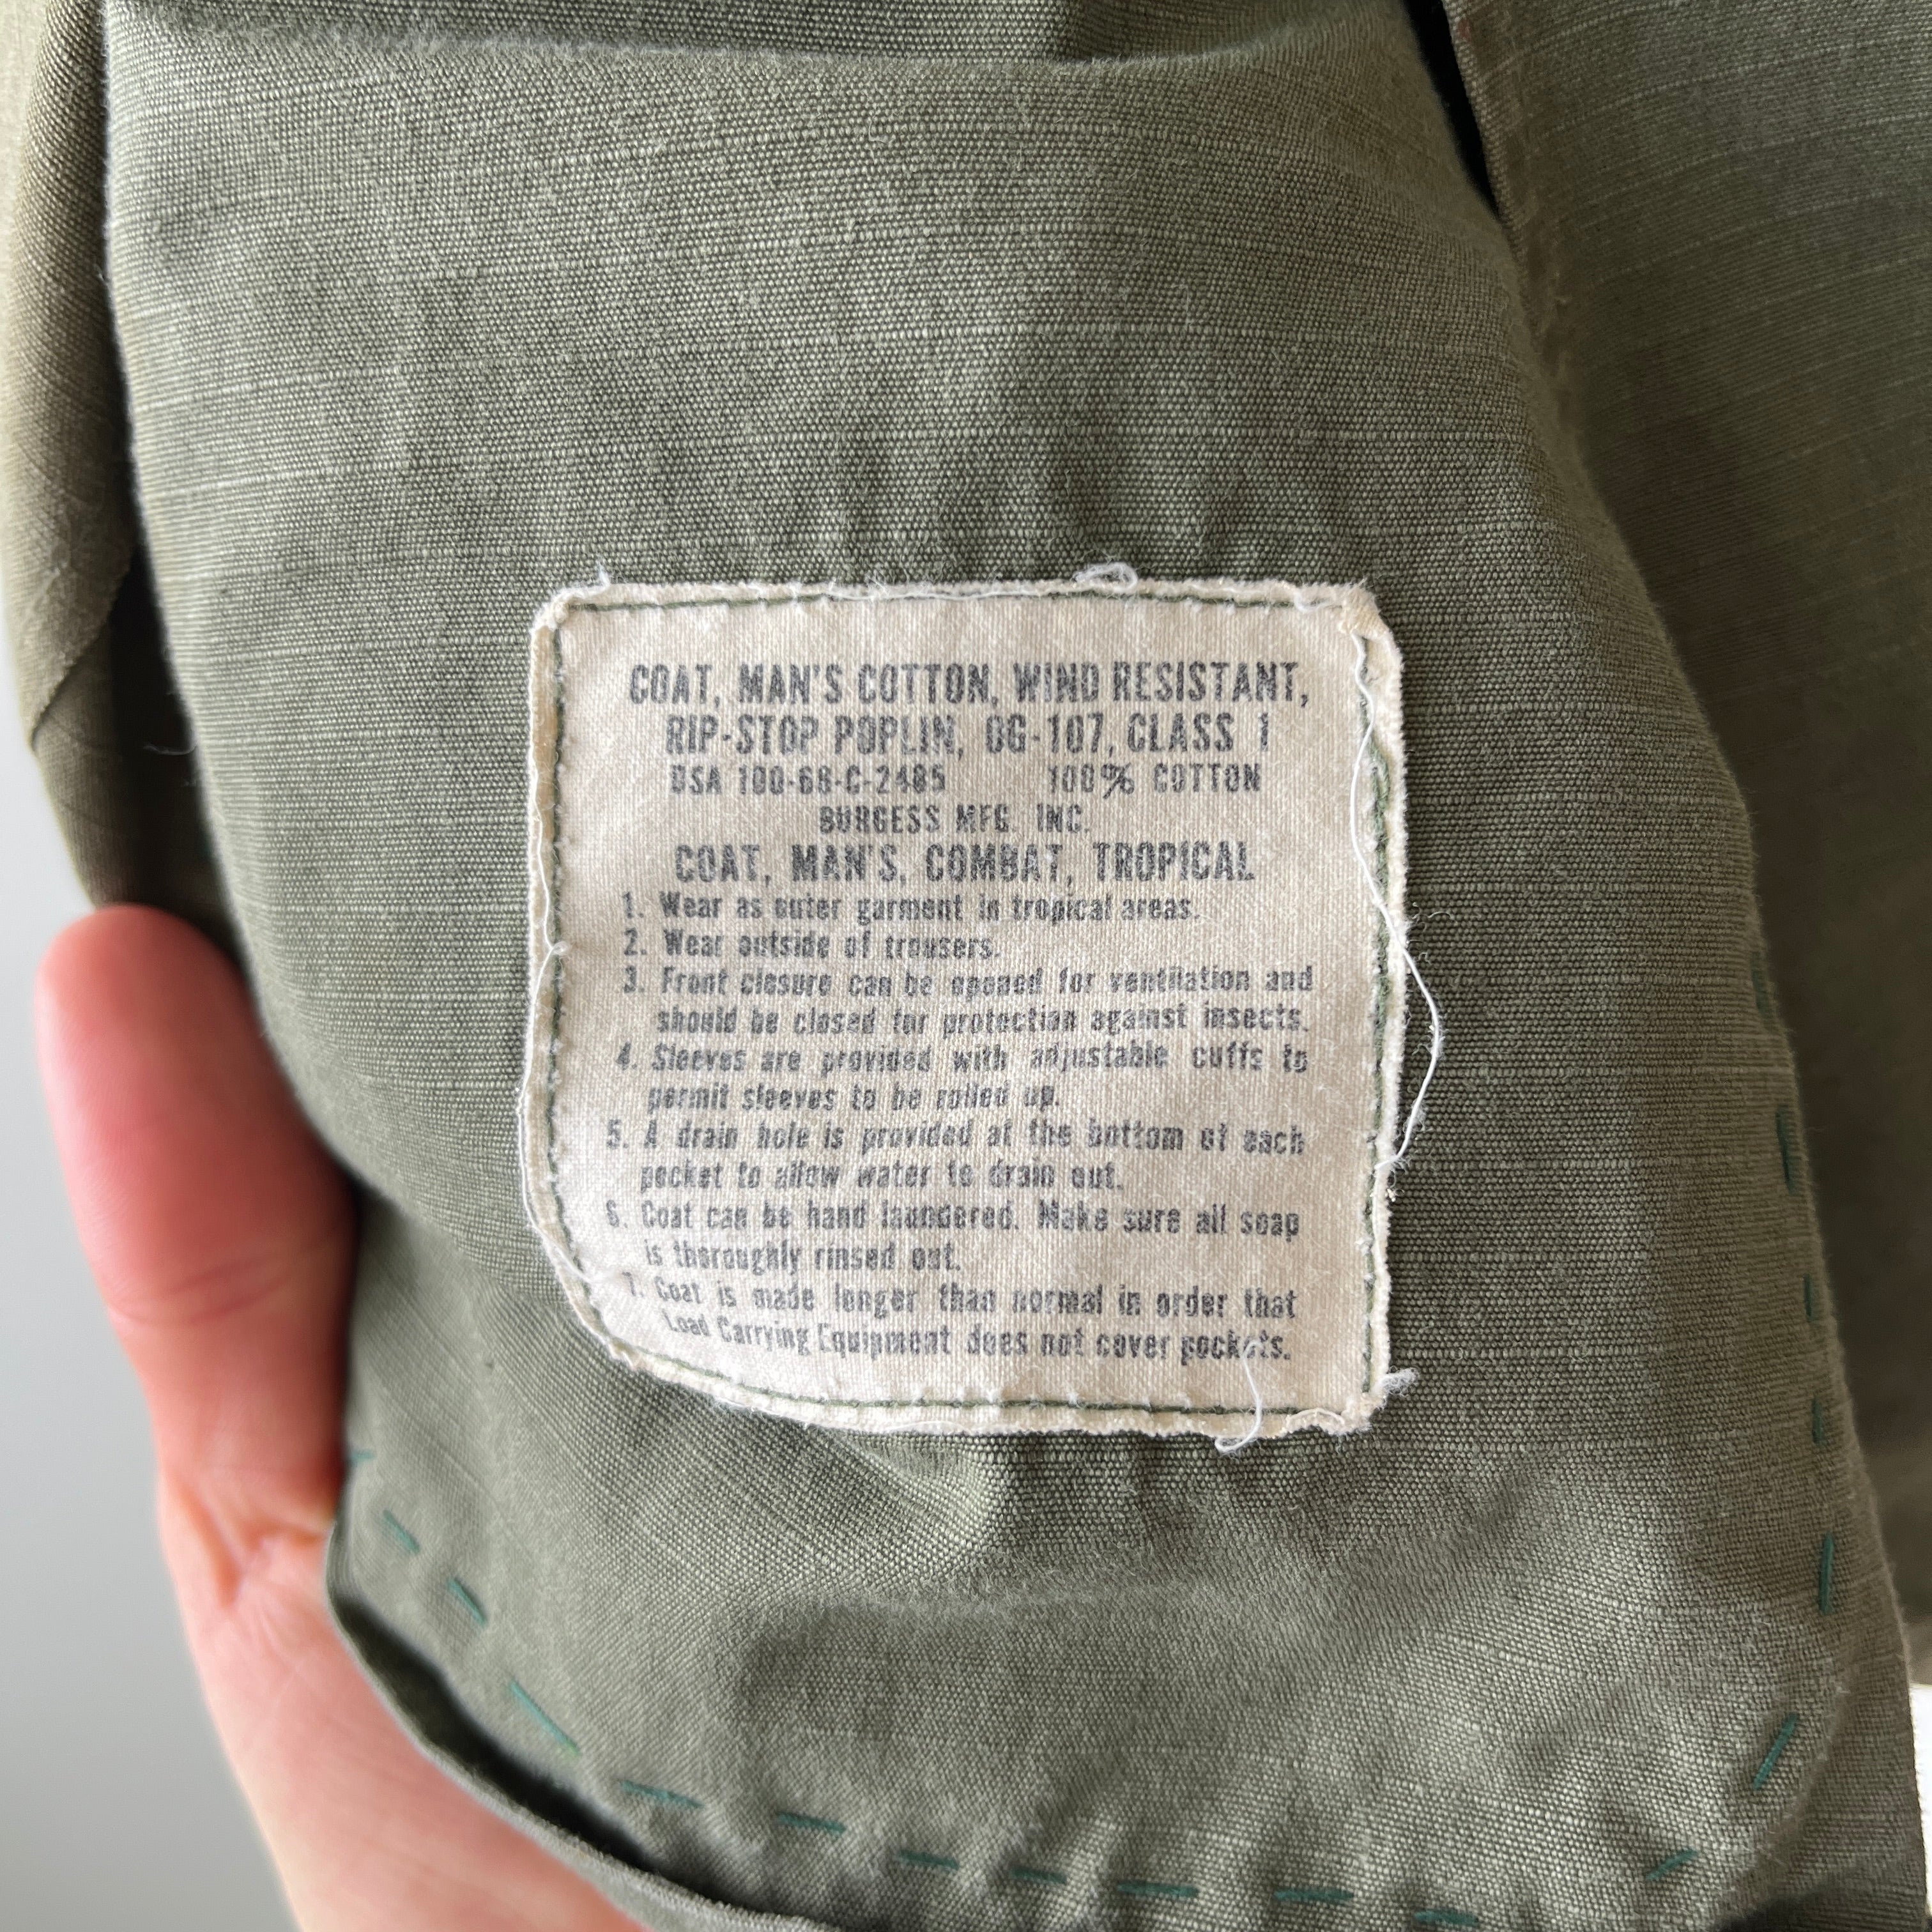 COAT, MAN'S COTTON, WIND RESISTANT,
RIP-STOP POPLIN, OG-107, CLASS 1
DSA 100-68-C-2485 100% COTTON
BURGESS MFG. INC.
COAT, MAN'S, COMBAT, TROPICAL
1. Wear as outer garment in tropical areas.
2. Wear outside of trousers.
3. Front closure can be opened for ventilation and
should be closed for protection against insects.
4. Sleeves are provided with adjustable cuffs to
permit sleeves to be rolled up.
5. A drain hole is provided at the bottom of each
pocket to allow water to drain out.
6. Coat can be hand laundered. Make sure all soap
is thoroughly rinsed out.
7. Coat is made longer than normal in order that
Load Carrying Equipment does not cover pockets.